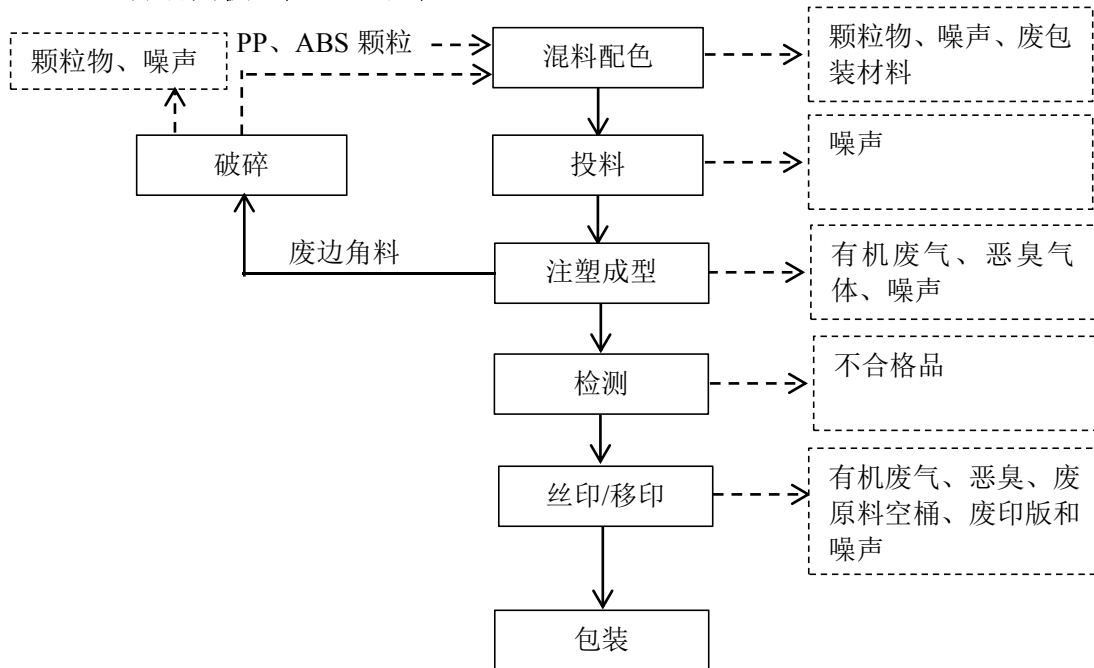 PP、ABS 颗粒
颗粒物、噪声
混料配色
颗粒物、噪声、废包
装材料
破碎
投料
噪声
废边角料
注塑成型
有机废气、恶臭气
体、噪声
检测
不合格品
丝印/移印
有机废气、恶臭、废
原料空桶、废印版和
噪声
包装